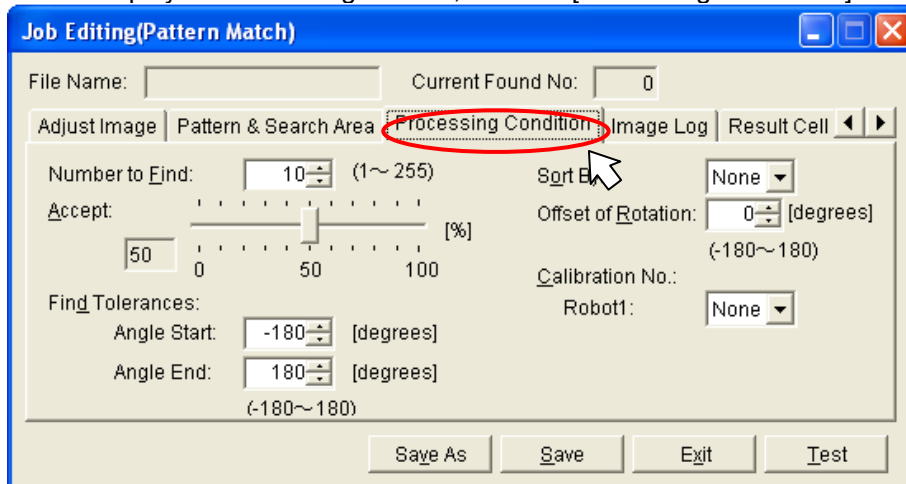 Job Editing(Pattern Match)
File Name: Current Found No: 0
Adjust Image Pattern & Search Area Processing Condition Image Log Result Cell
Number to Find: 10 (1～255) Sort B None
Accept: Offset of Rotation: 0 [degrees]
[%]
50 (-180～180)
0 50 100 Calibration No.:
Find Tolerances: Robot1: None
Angle Start: -180 [degrees]
Angle End: 180 [degrees]
(-180～180)
Save As Save Exit Test